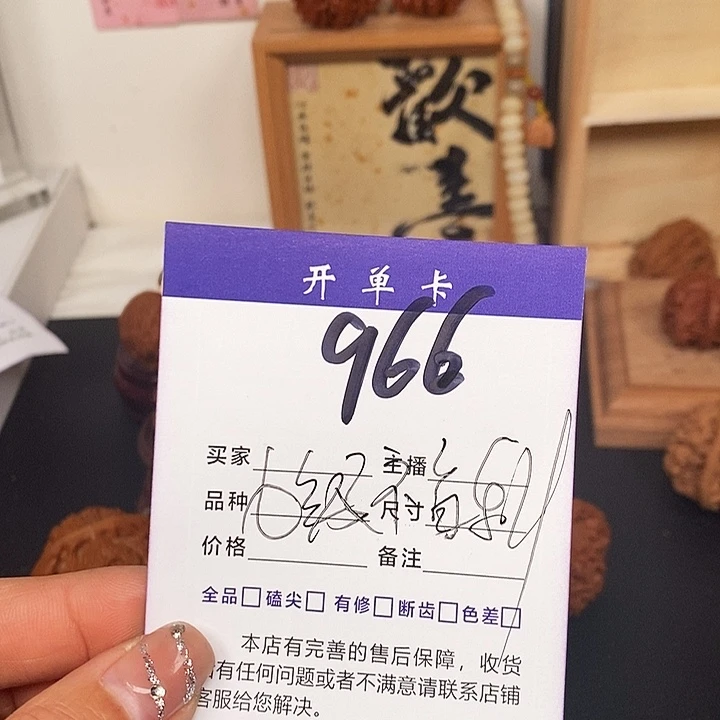 歡
喜
开单卡
966
买家 主播
品种 尺寸
价格 备注
全品 磕尖 有修 断齿 色差
本店有完善的售后保障，收货
有任何问题或者不满意请联系店铺
客服给您解决。